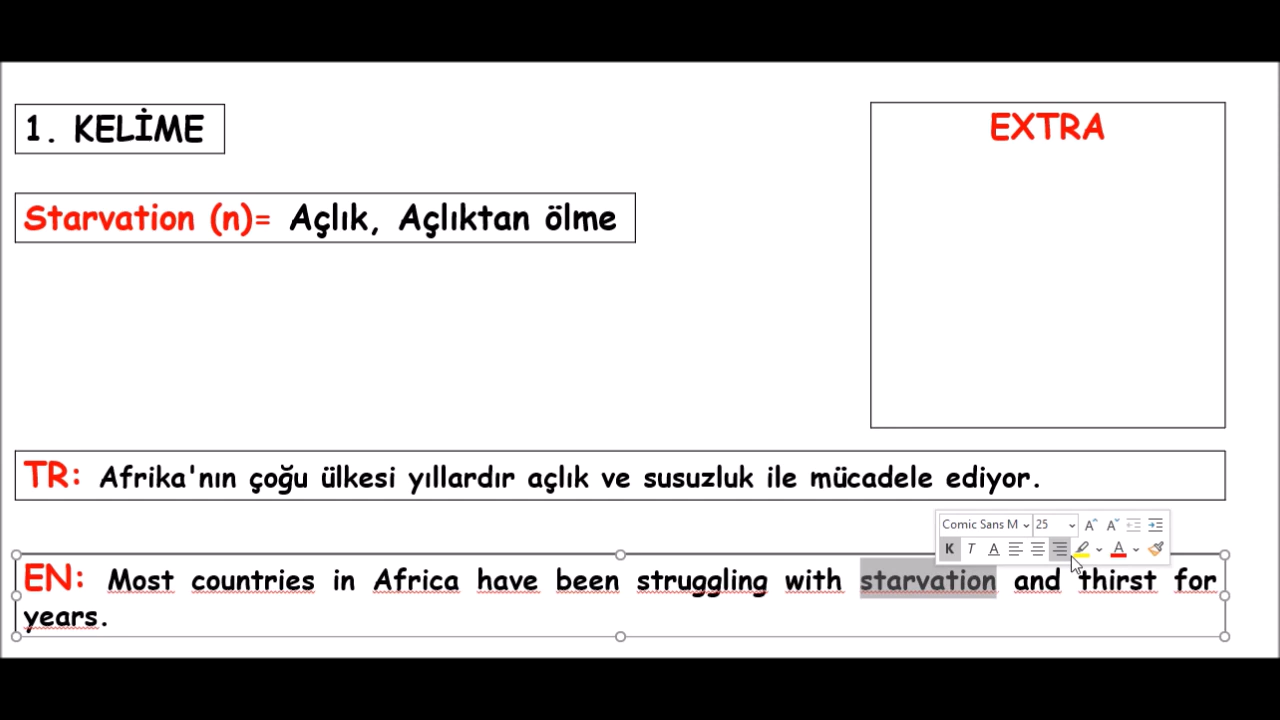 1. KELİME
EXTRA
Starvation (n)= Açlık, Açlıktan ölme
TR: Afrika'nın çoğu ülkesi yıllardır açlık ve susuzluk ile mücadele ediyor.
Comic Sans M 25
K T A
EN: Most countries in Africa have been struggling with starvation and thirst for
years.